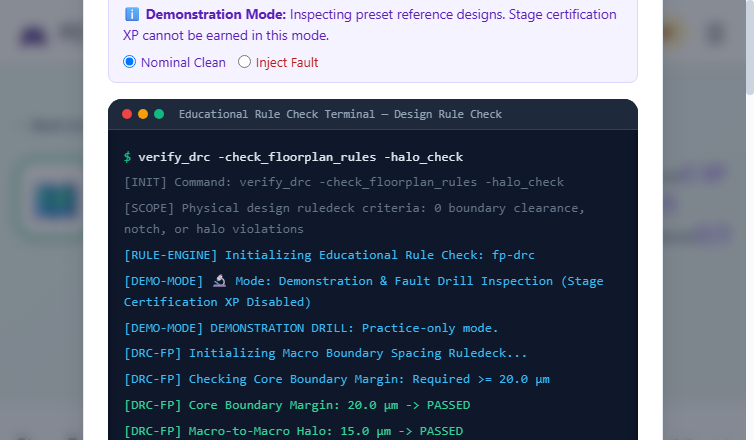 ℹ️ Demonstration Mode: Inspecting preset reference designs. Stage certification
XP cannot be earned in this mode.
Nominal Clean Inject Fault
Educational Rule Check Terminal — Design Rule Check
$ verify_drc -check_floorplan_rules -halo_check
[INIT] Command: verify_drc -check_floorplan_rules -halo_check
[SCOPE] Physical design ruledeck criteria: 0 boundary clearance,
notch, or halo violations
[RULE-ENGINE] Initializing Educational Rule Check: fp-drc
[DEMO-MODE] 🔬 Mode: Demonstration & Fault Drill Inspection (Stage
Certification XP Disabled)
[DEMO-MODE] DEMONSTRATION DRILL: Practice-only mode.
[DRC-FP] Initializing Macro Boundary Spacing Ruledeck...
[DRC-FP] Checking Core Boundary Margin: Required >= 20.0 µm
[DRC-FP] Core Boundary Margin: 20.0 µm -> PASSED
[DRC-FP] Macro-to-Macro Halo: 15.0 µm -> PASSED